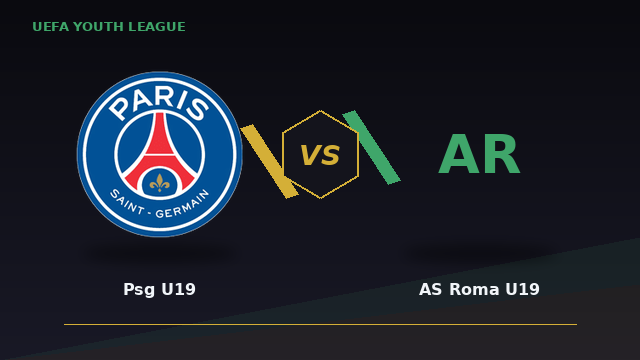 UEFA YOUTH LEAGUE
PARIS
SAINT - GERMAIN
VS
AR
Psg U19
AS Roma U19